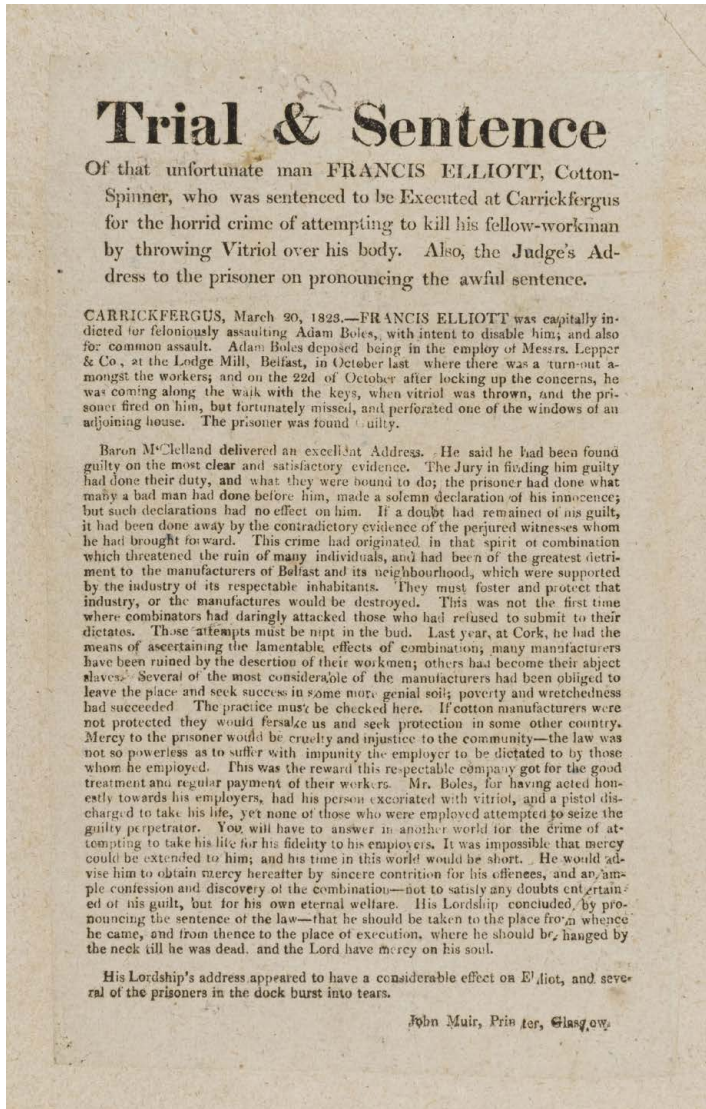 Trial & Sentence
Of that unfortunate man FRANCIS ELLIOTT, Cotton-
Spinner, who was sentenced to be Executed at Carrickfergus
for the horrid crime of attempting to kill his fellow-workman
by throwing Vitriol over his body. Also, the Judge's Ad-
dress to the prisoner on pronouncing the awful sentence.
CARRICKFERGUS, March 20, 1823.—FRANCIS ELLIOTT was capitally in-
dicted for feloniously assaulting Adam Boles, with intent to disable him; and also
for common assault. Adam Boles deposed being in the employ of Messrs. Lepper
& Co., at the Lodge Mill, Belfast, in October last where there was a turn-out a-
mongst the workers; and on the 22d of October after locking up the concerns, he
was coming along the walk with the keys, when vitriol was thrown, and the pri-
soner fired on him, but fortunately missed, and perforated one of the windows of an
adjoining house. The prisoner was found Guilty.
Baron M'Clelland delivered an excellent Address. He said he had been found
guilty on the most clear and satisfactory evidence. The Jury in finding him guilty
had done their duty, and what they were bound to do; the prisoner had done what
many a bad man had done before him, made a solemn declaration of his innocence;
but such declarations had no effect on him. If a doubt had remained of his guilt,
it had been done away by the contradictory evidence of the perjured witnesses whom
he had brought forward. This crime had originated in that spirit of combination
which threatened the ruin of many individuals, and had been of the greatest detri-
ment to the manufacturers of Belfast and its neighbourhood, which were supported
by the industry of its respectable inhabitants. They must foster and protect that
industry, or the manufactures would be destroyed. This was not the first time
where combinators had daringly attacked those who had refused to submit to their
dictates. Those attempts must be nipt in the bud. Last year, at Cork, he had the
means of ascertaining the lamentable effects of combination; many manufacturers
have been ruined by the desertion of their workmen; others had become their abject
slaves. Several of the most considerable of the manufacturers had been obliged to
leave the place and seek success in some more genial soil; poverty and wretchedness
had succeeded The practice must be checked here. If cotton manufacturers were
not protected they would forsake us and seek protection in some other country.
Mercy to the prisoner would be cruelty and injustice to the community—the law was
not so powerless as to suffer with impunity the employer to be dictated to by those
whom he employed. This was the reward this respectable company got for the good
treatment and regular payment of their workers. Mr. Boles, for having acted hon-
estly towards his employers, had his person excoriated with vitriol, and a pistol dis-
charged to take his life, yet none of those who were employed attempted to seize the
guilty perpetrator. You will have to answer in another world for the crime of at-
tempting to take his life for his fidelity to his employers. It was impossible that mercy
could be extended to him; and his time in this world would be short. He would ad-
vise him to obtain mercy hereafter by sincere contrition for his offences, and an am-
ple confession and discovery of the combination—not to satisfy any doubts entertain-
ed of his guilt, but for his own eternal welfare. His Lordship concluded by pro-
nouncing the sentence of the law—that he should be taken to the place from whence
he came, and from thence to the place of execution, where he should be hanged by
the neck till he was dead. and the Lord have mercy on his soul.
His Lordship's address appeared to have a considerable effect on Elliot, and seve-
ral of the prisoners in the dock burst into tears.
John Muir, Printer, Glasgow.